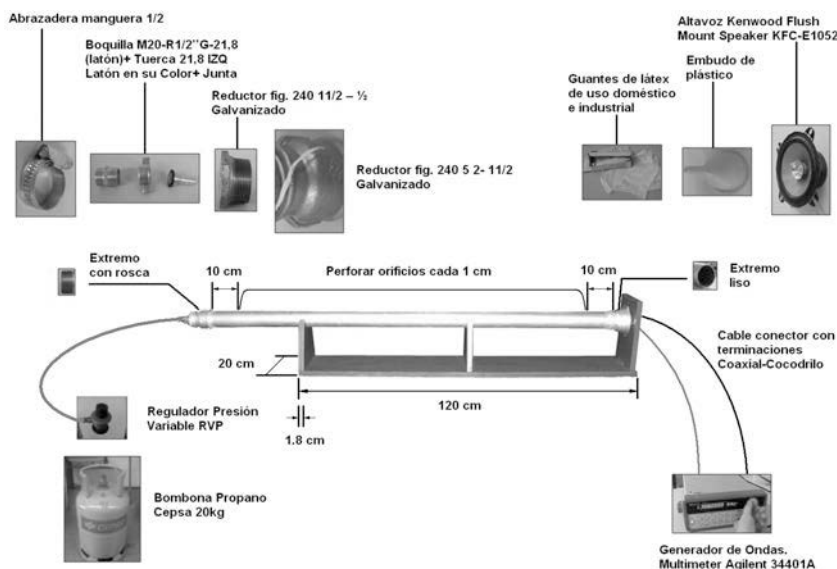 Abrazadera manguera 1/2
Boquilla M20-R1/2''G-21,8
(latón)+ Tuerca 21,8 IZQ
Latón en su Color+ Junta
Reductor fig. 240 11/2 – ½
Galvanizado
Reductor fig. 240 5 2- 11/2
Galvanizado
Guantes de látex
de uso doméstico
e industrial
Embudo de
plástico
Altavoz Kenwood Flush
Mount Speaker KFC-E1052
Extremo
con rosca
10 cm
Perforar orificios cada 1 cm
10 cm
Extremo
liso
20 cm
120 cm
1.8 cm
Cable conector con
terminaciones
Coaxial-Cocodrilo
Regulador Presión
Variable RVP
Bombona Propano
Cepsa 20kg
Generador de Ondas.
Multimeter Agilent 34401A